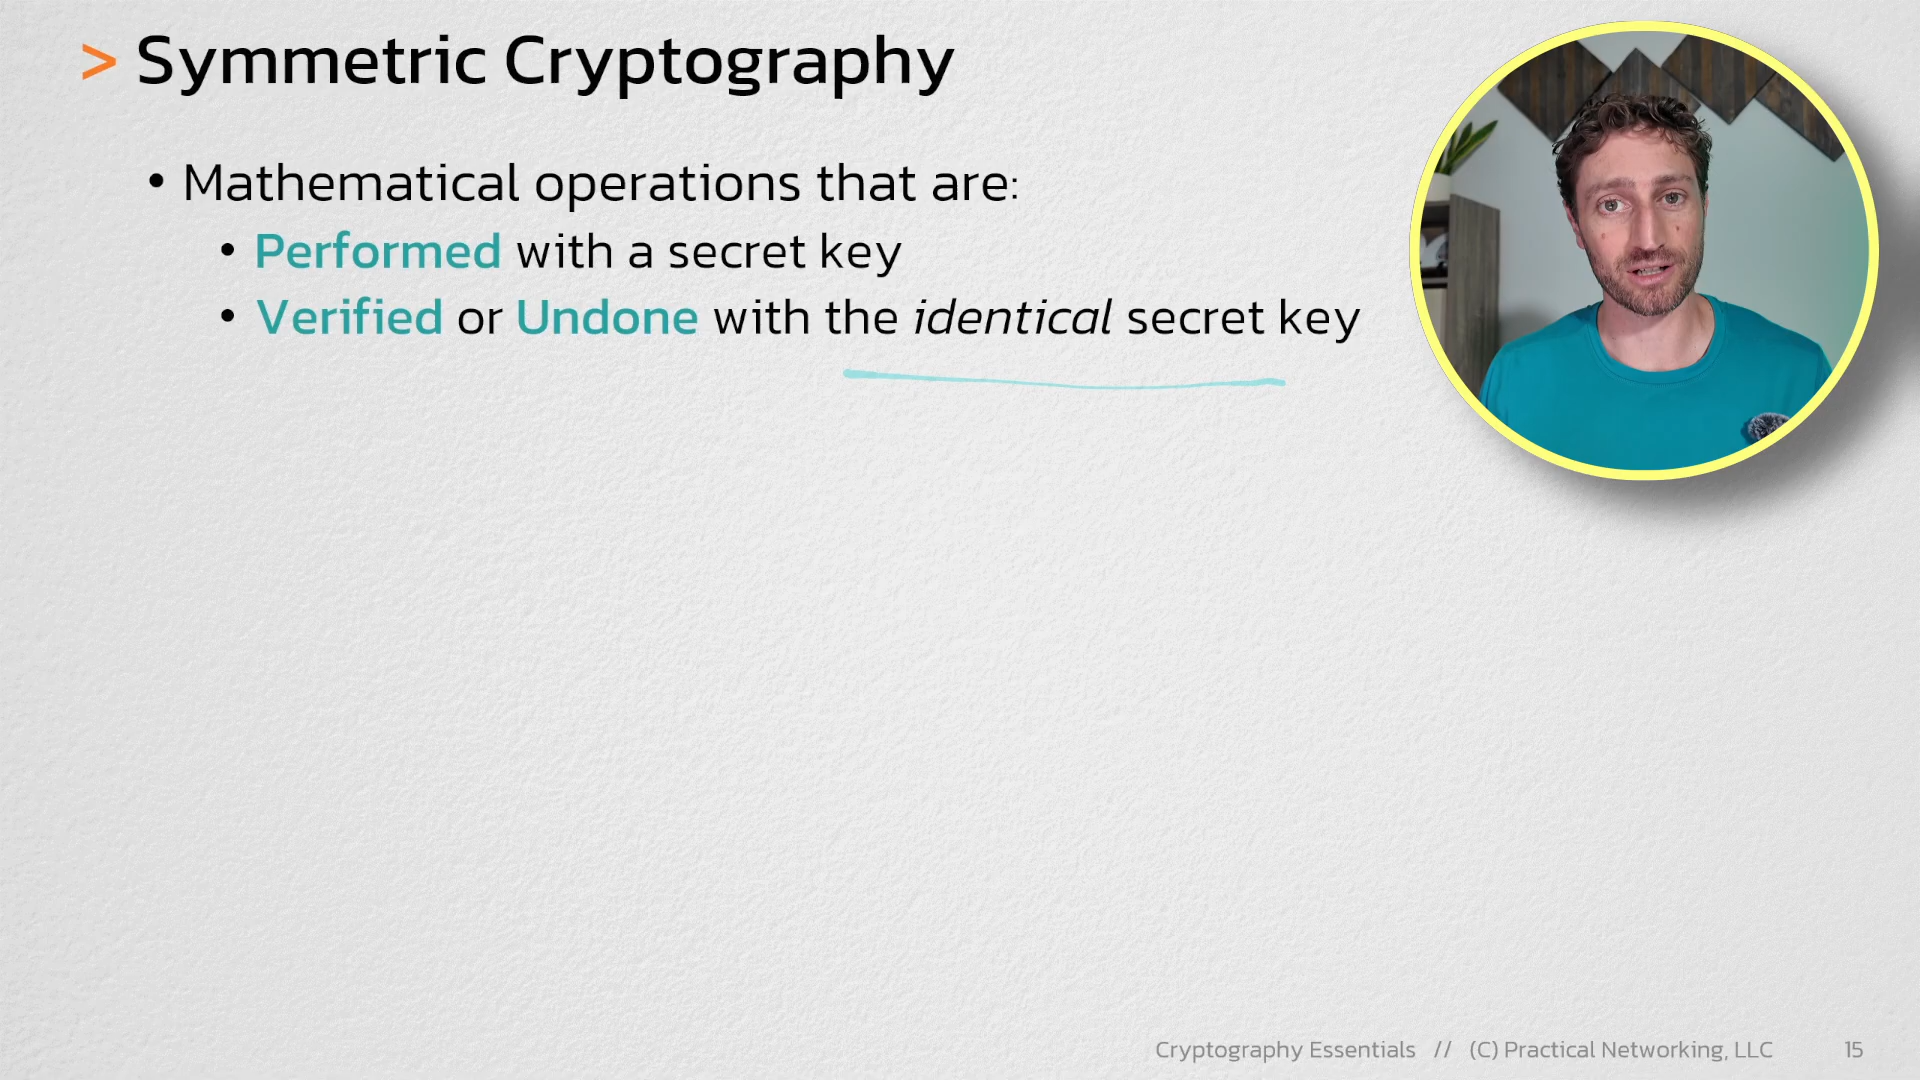 > Symmetric Cryptography
• Mathematical operations that are:
• Performed with a secret key
• Verified or Undone with the identical secret key
Cryptography Essentials // (C) Practical Networking, LLC 15